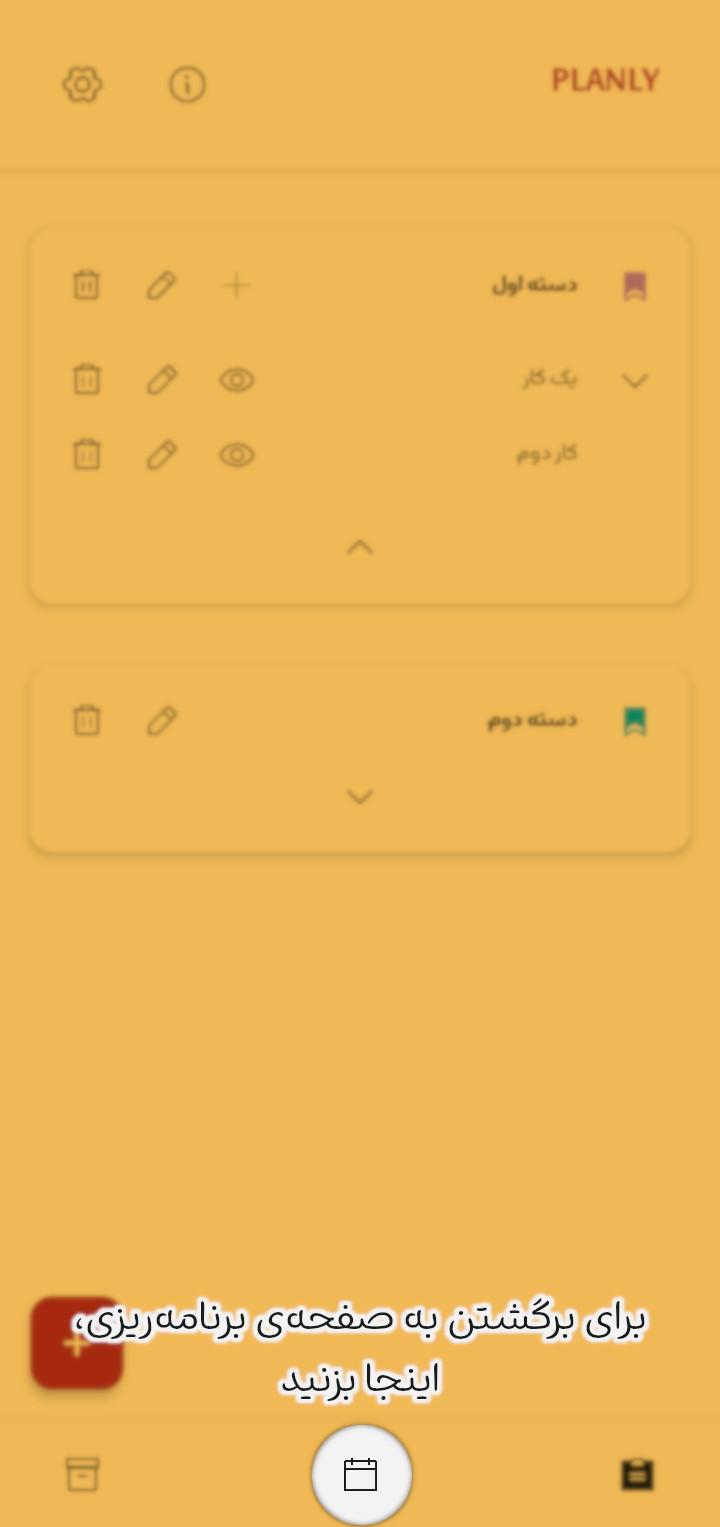 PLANLY
دسته اول
یک کار
کار دوم
دسته دوم
برای برگشتن به صفحه‌ی برنامه‌ریزی،
اینجا بزنید